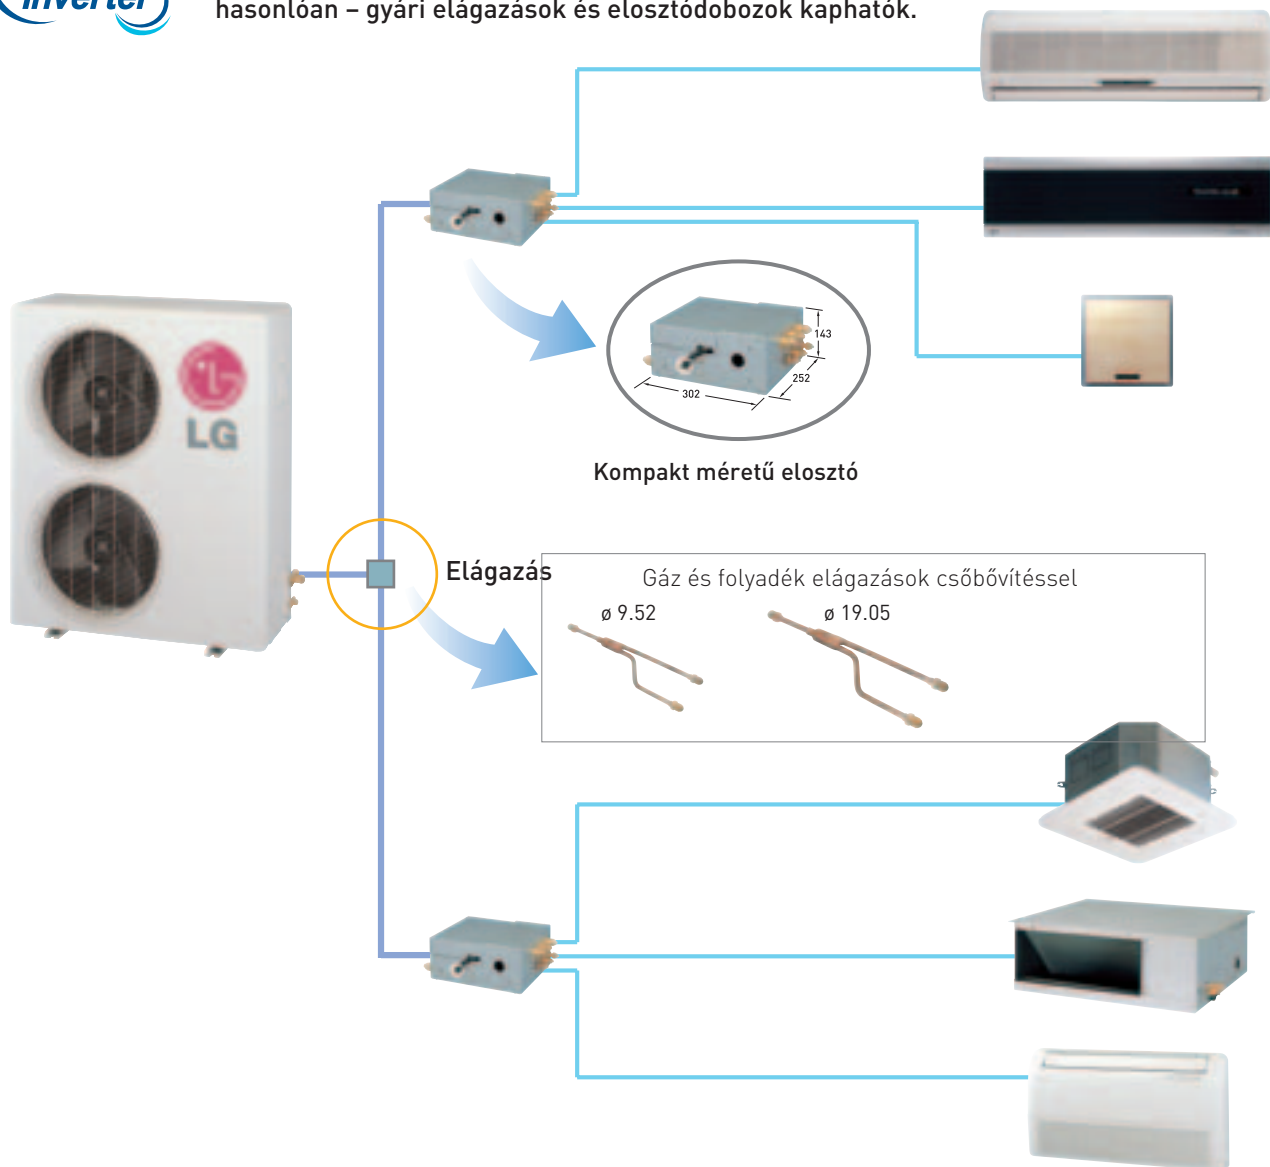 inverter
hasonlóan – gyári elágazások és elosztódobozok kaphatók.
LG
143
252
302
Kompakt méretű elosztó
Elágazás
Gáz és folyadék elágazások csőbővítéssel
ø 9.52
ø 19.05